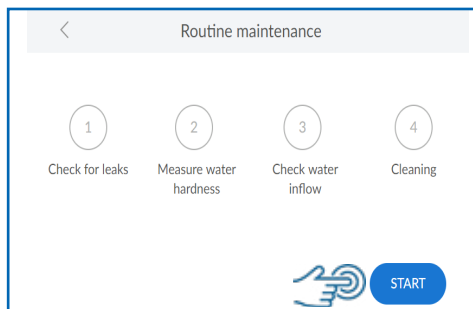 Routine maintenance
1
2
3
4
Check for leaks
Measure water
hardness
Check water
inflow
Cleaning
START